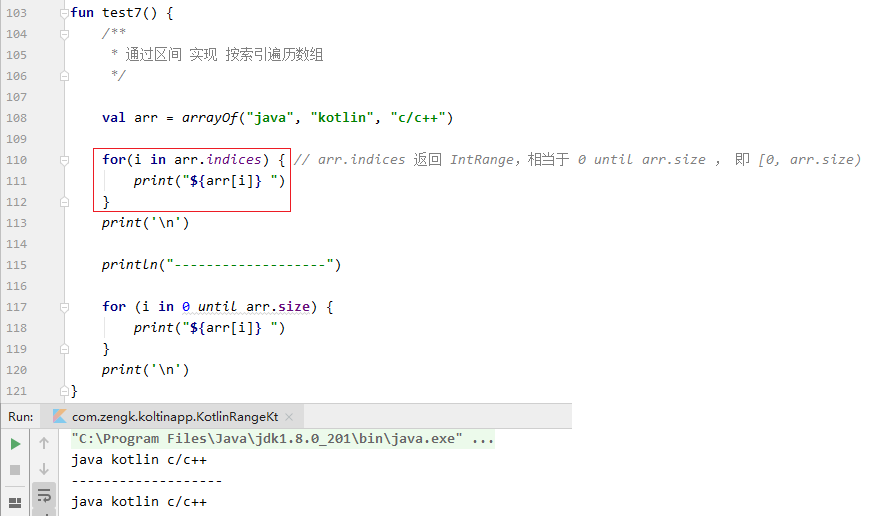 103 fun test7() {
104 /**
105 * 通过区间 实现 按索引遍历数组
106 */
107
108 val arr = arrayOf("java", "kotlin", "c/c++")
109
110 for(i in arr.indices) { // arr.indices 返回 IntRange，相当于 0 until arr.size ， 即 [0, arr.size)
111 print("${arr[i]} ")
112 }
113 print('\n')
114
115 println("-------------------")
116
117 for (i in 0 until arr.size) {
118 print("${arr[i]} ")
119 }
120 print('\n')
121 }
Run: com.zengk.koltinapp.KotlinRangeKt ×
"C:\Program Files\Java\jdk1.8.0_201\bin\java.exe" ...
java kotlin c/c++
-------------------
java kotlin c/c++